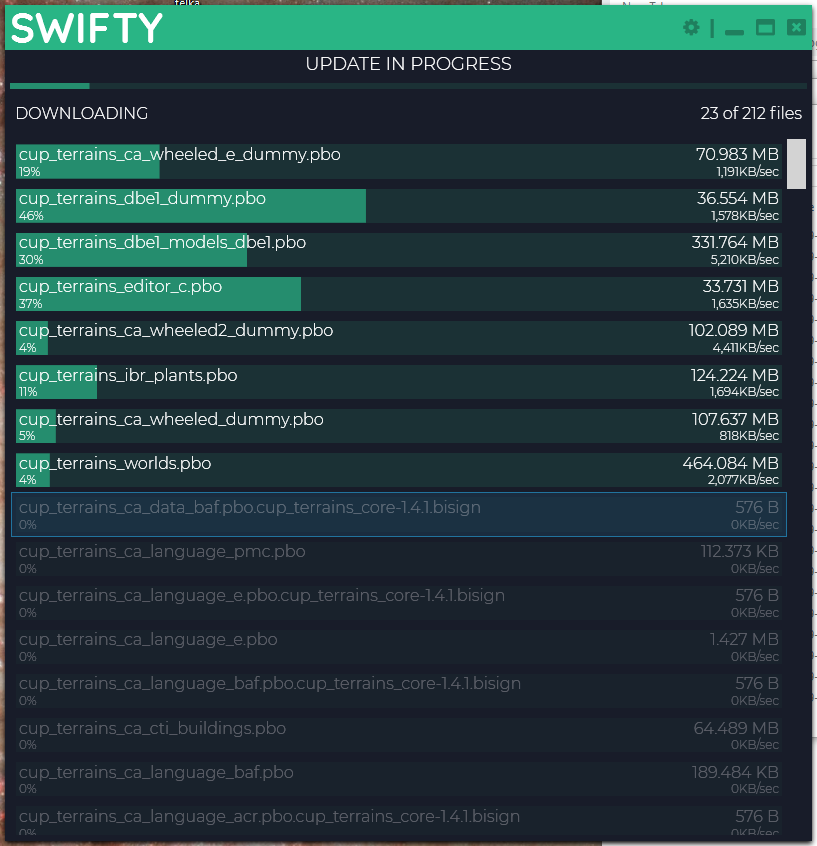 telka
SWIFTY
UPDATE IN PROGRESS
DOWNLOADING 23 of 212 files
cup_terrains_ca_wheeled_e_dummy.pbo 70.983 MB
19% 1,191KB/sec
cup_terrains_dbe1_dummy.pbo 36.554 MB
46% 1,578KB/sec
cup_terrains_dbe1_models_dbe1.pbo 331.764 MB
30% 5,210KB/sec
cup_terrains_editor_c.pbo 33.731 MB
37% 1,635KB/sec
cup_terrains_ca_wheeled2_dummy.pbo 102.089 MB
4% 4,411KB/sec
cup_terrains_ibr_plants.pbo 124.224 MB
11% 1,694KB/sec
cup_terrains_ca_wheeled_dummy.pbo 107.637 MB
5% 818KB/sec
cup_terrains_worlds.pbo 464.084 MB
4% 2,077KB/sec
cup_terrains_ca_data_baf.pbo.cup_terrains_core-1.4.1.bisign 576 B
0% 0KB/sec
cup_terrains_ca_language_pmc.pbo 112.373 KB
0% 0KB/sec
cup_terrains_ca_language_e.pbo.cup_terrains_core-1.4.1.bisign 576 B
0% 0KB/sec
cup_terrains_ca_language_e.pbo 1.427 MB
0% 0KB/sec
cup_terrains_ca_language_baf.pbo.cup_terrains_core-1.4.1.bisign 576 B
0% 0KB/sec
cup_terrains_ca_cti_buildings.pbo 64.489 MB
0% 0KB/sec
cup_terrains_ca_language_baf.pbo 189.484 KB
0% 0KB/sec
cup_terrains_ca_language_acr.pbo.cup_terrains_core-1.4.1.bisign 576 B
0% 0KB/sec